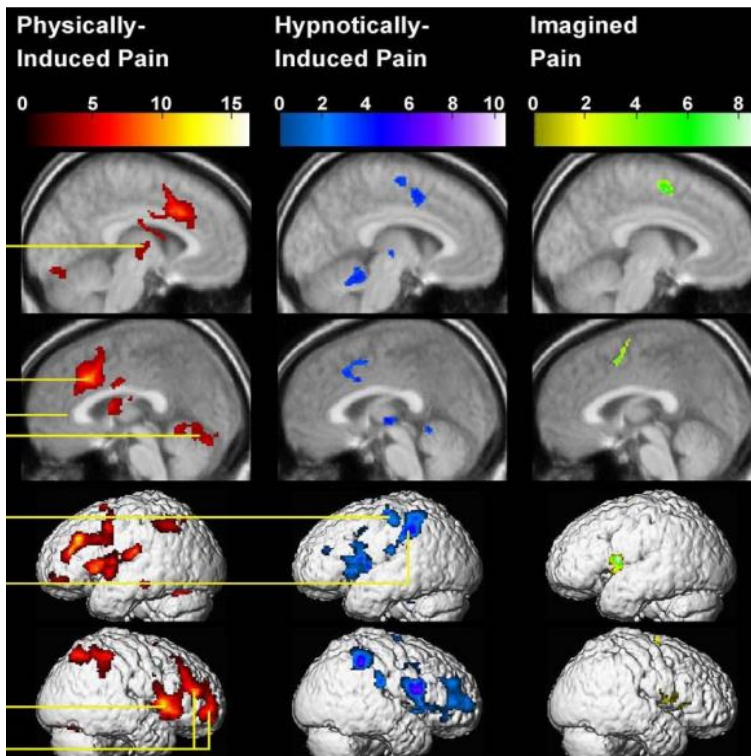 Physically-
Induced Pain
Hypnotically-
Induced Pain
Imagined
Pain
0 5 10 15
0 2 4 6 8 10
0 2 4 6 8